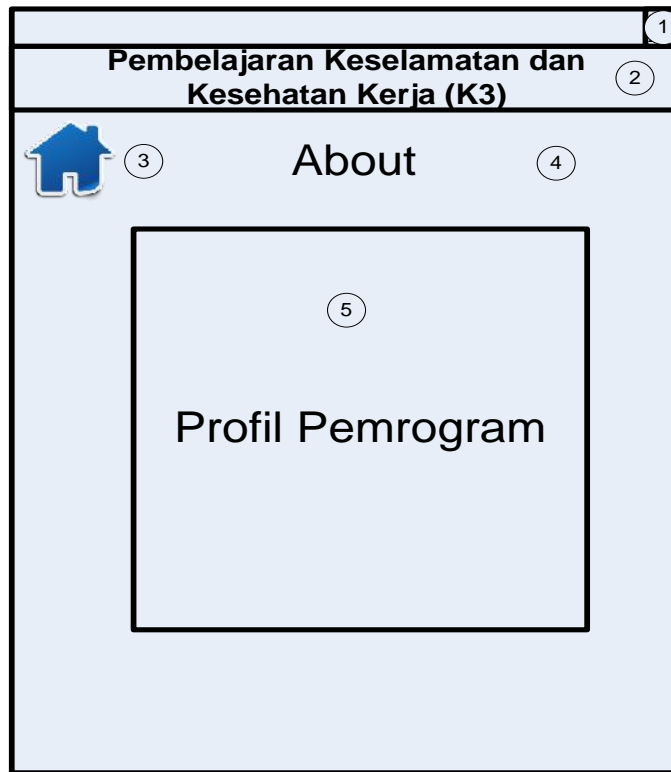 1
Pembelajaran Keselamatan dan
Kesehatan Kerja (K3)
2
3
About
4
5
Profil Pemrogram